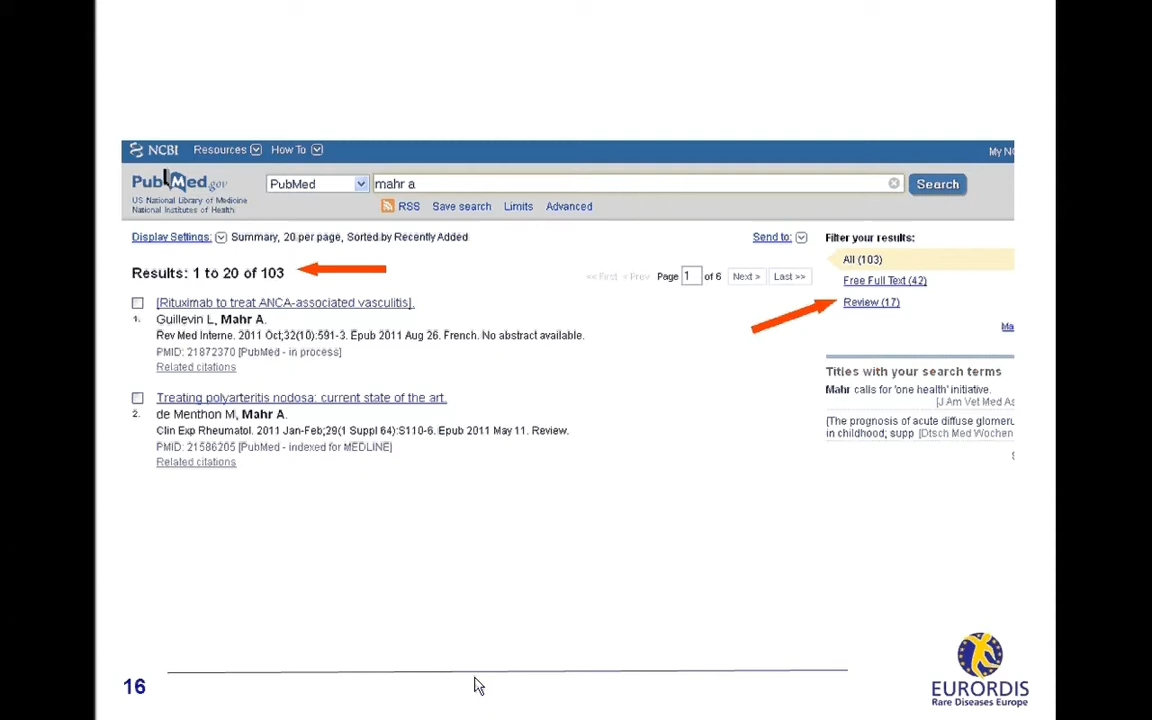 NCBI Resources How To My NC
PubMed.gov
US National Library of Medicine
National Institutes of Health
PubMed
mahr a
Search
RSS Save search Limits Advanced
Display Settings: Summary, 20 per page, Sorted by Recently Added
Send to:
Results: 1 to 20 of 103
<< First < Prev Page 1 of 6 Next > Last >>
[Rituximab to treat ANCA-associated vasculitis].
1. Guillevin L, Mahr A.
Rev Med Interne. 2011 Oct;32(10):591-3. Epub 2011 Aug 26. French. No abstract available.
PMID: 21872370 [PubMed - in process]
Related citations
Treating polyarteritis nodosa: current state of the art.
2. de Menthon M, Mahr A.
Clin Exp Rheumatol. 2011 Jan-Feb;29(1 Suppl 64):S110-6. Epub 2011 May 11. Review.
PMID: 21586205 [PubMed - indexed for MEDLINE]
Related citations
Filter your results:
All (103)
Free Full Text (42)
Review (17)
Ma
Titles with your search terms
Mahr calls for 'one health' initiative.
[J Am Vet Med As
[The prognosis of acute diffuse glomeru
in childhood; supp [Dtsch Med Wochen
16
EURORDIS
Rare Diseases Europe